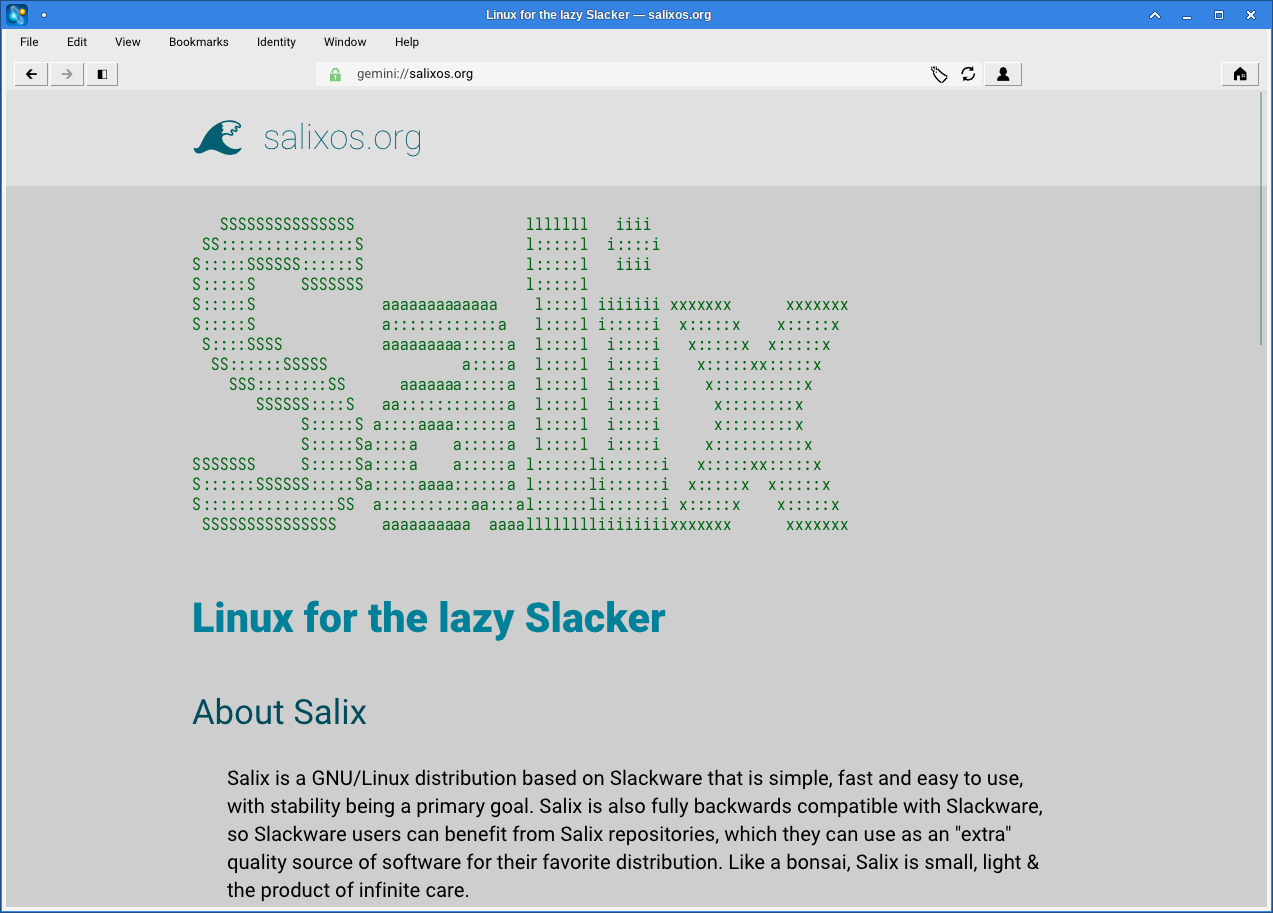 Linux for the lazy Slacker — salixos.org
File Edit View Bookmarks Identity Window Help
gemini://salixos.org
salixos.org
   SSSSSSSSSSSSSSS                   lllllll   iiii
 SS:::::::::::::::S                  l:::::l  i::::i
S:::::SSSSSS::::::S                  l:::::l   iiii
S:::::S     SSSSSSS                  l:::::l
S:::::S              aaaaaaaaaaaaa    l::::l iiiiiii xxxxxxx      xxxxxxx
S:::::S              a::::::::::::a   l::::l i:::::i  x:::::x    x:::::x
 S::::SSSS           aaaaaaaaa:::::a  l::::l  i::::i   x:::::x  x:::::x
  SS::::::SSSSS               a::::a  l::::l  i::::i    x:::::xx:::::x
    SSS::::::::SS      aaaaaaa:::::a  l::::l  i::::i     x::::::::::x
       SSSSSS::::S   aa::::::::::::a  l::::l  i::::i      x::::::::x
            S:::::S a::::aaaa::::::a  l::::l  i::::i      x::::::::x
            S:::::Sa::::a    a:::::a  l::::l  i::::i     x::::::::::x
SSSSSSS     S:::::Sa::::a    a:::::a l::::::li::::::i   x:::::xx:::::x
S::::::SSSSSS:::::Sa:::::aaaa::::::a l::::::li::::::i  x:::::x  x:::::x
S:::::::::::::::SS  a::::::::::aa:::al::::::li::::::i x:::::x    x:::::x
 SSSSSSSSSSSSSSS     aaaaaaaaaa  aaaalllllllliiiiiiiixxxxxxx      xxxxxxx
Linux for the lazy Slacker
About Salix
Salix is a GNU/Linux distribution based on Slackware that is simple, fast and easy to use,
with stability being a primary goal. Salix is also fully backwards compatible with Slackware,
so Slackware users can benefit from Salix repositories, which they can use as an "extra"
quality source of software for their favorite distribution. Like a bonsai, Salix is small, light &
the product of infinite care.